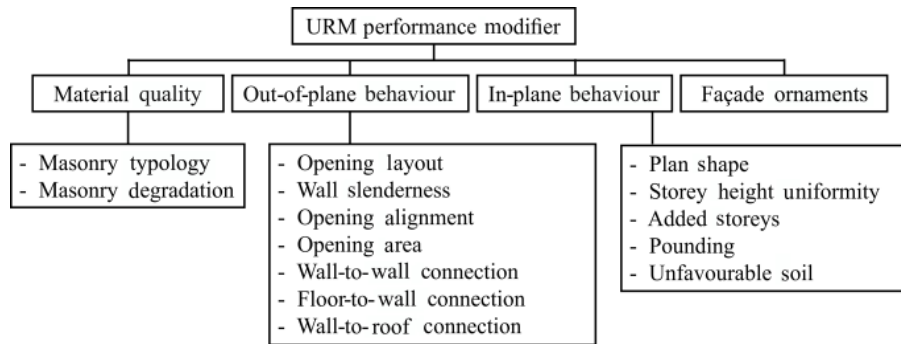 URM performance modifier
Material quality
Out-of-plane behaviour
In-plane behaviour
Façade ornaments
- Masonry typology
- Masonry degradation
- Opening layout
- Wall slenderness
- Opening alignment
- Opening area
- Wall-to-wall connection
- Floor-to-wall connection
- Wall-to-roof connection
- Plan shape
- Storey height uniformity
- Added storeys
- Pounding
- Unfavourable soil